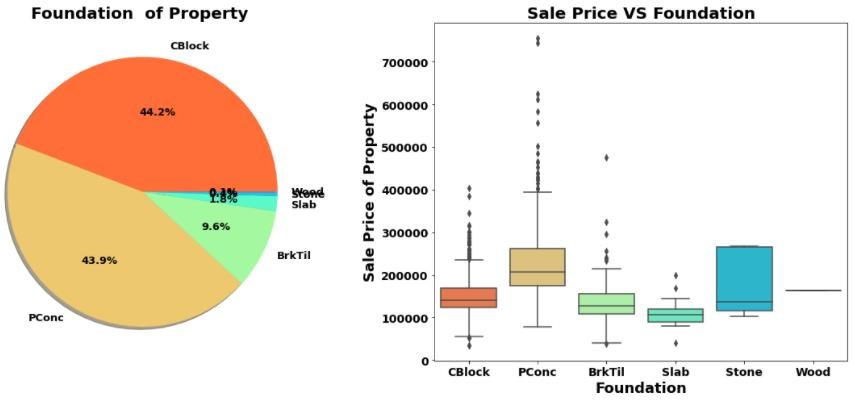 Foundation  of Property
CBlock
44.2%
Wood
Stone
1.8%
Slab
9.6%
BrkTil
43.9%
PConc
Sale Price VS Foundation
Sale Price of Property
700000
600000
500000
400000
300000
200000
100000
0
CBlock PConc BrkTil Slab Stone Wood
Foundation